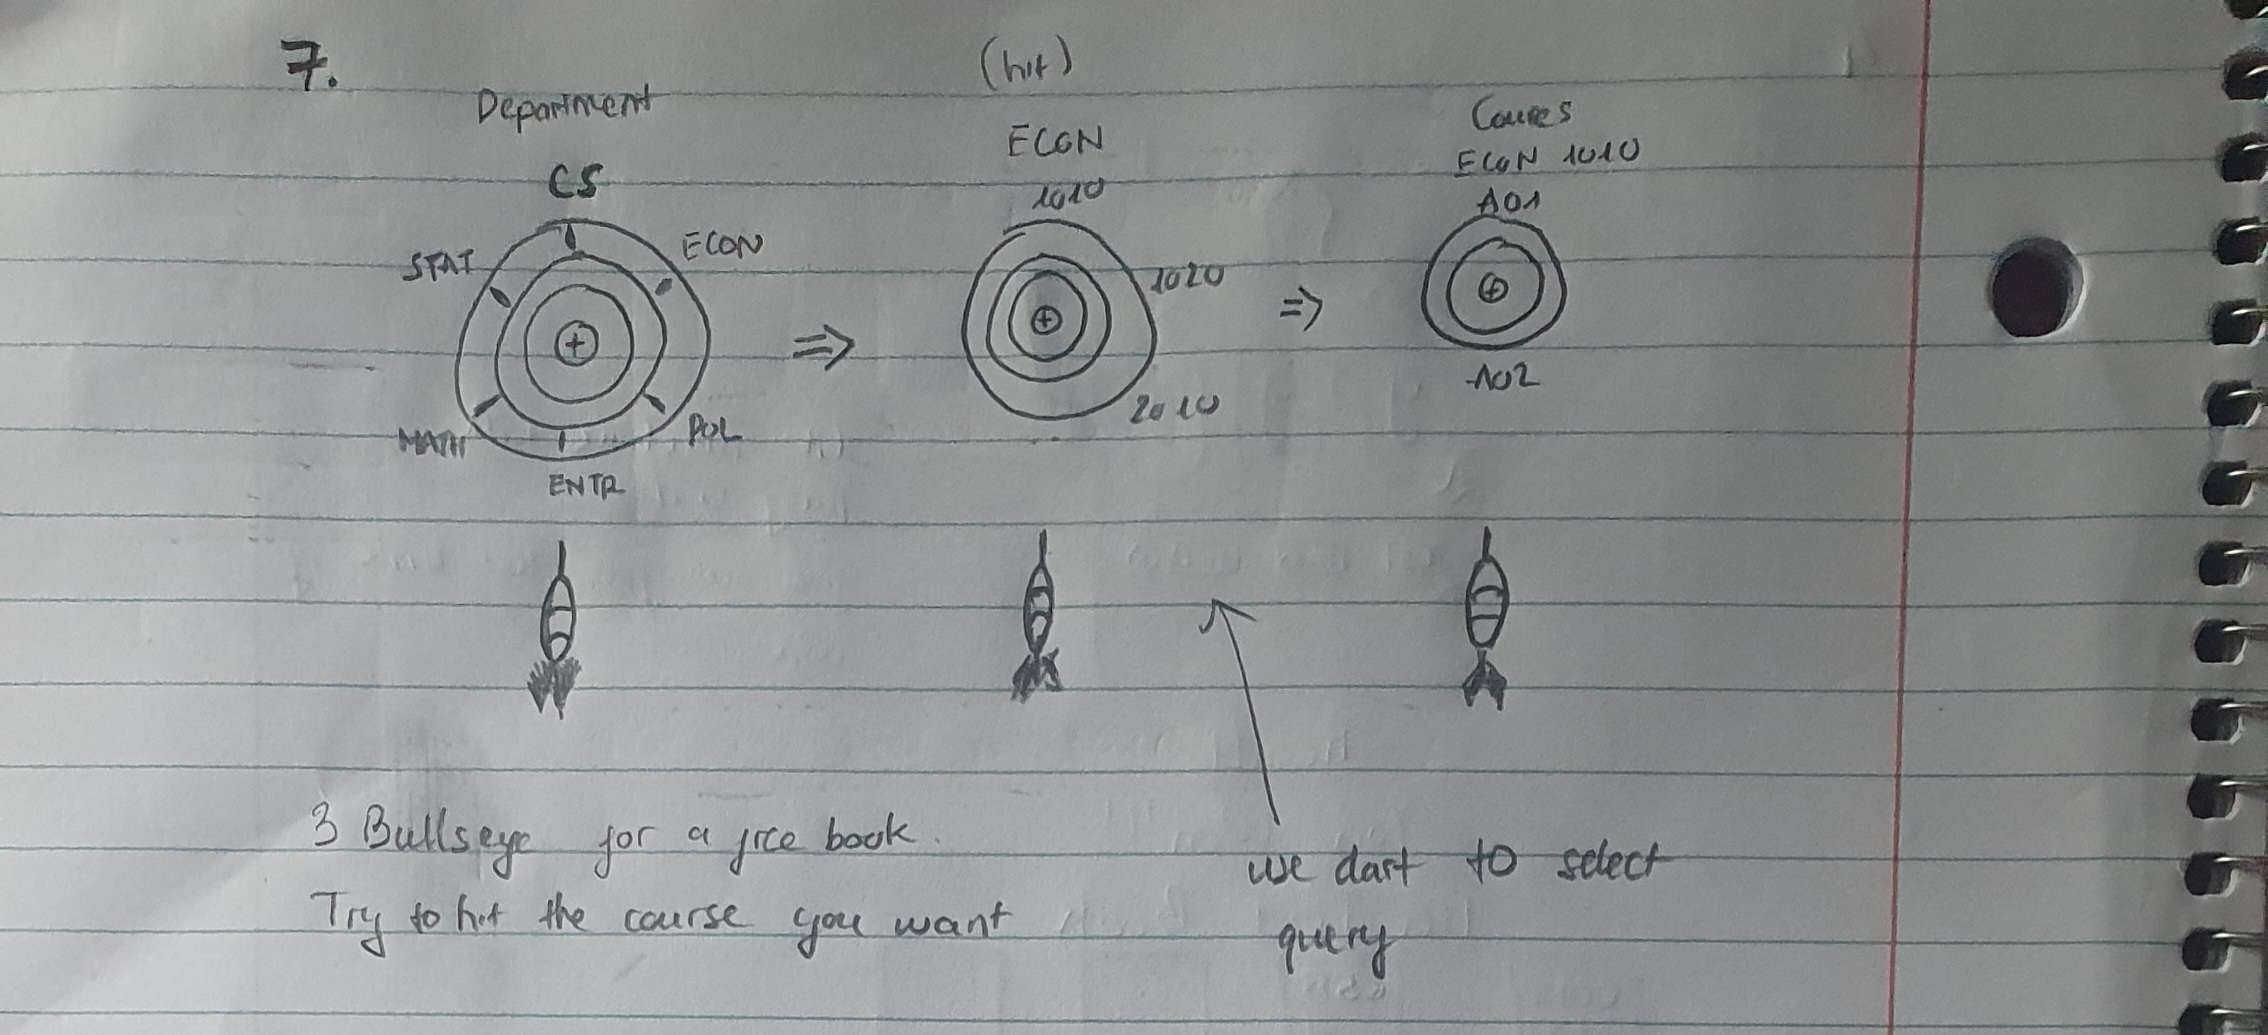 7.
(hit)
Department
ECON
Coures
ECON 1010
CS
1010
A01
STAT
ECON
1020
A02
2010
MATH
POL
ENTR
3 Bullseye for a free book.
Try to hit the course you want
we dart to select
query